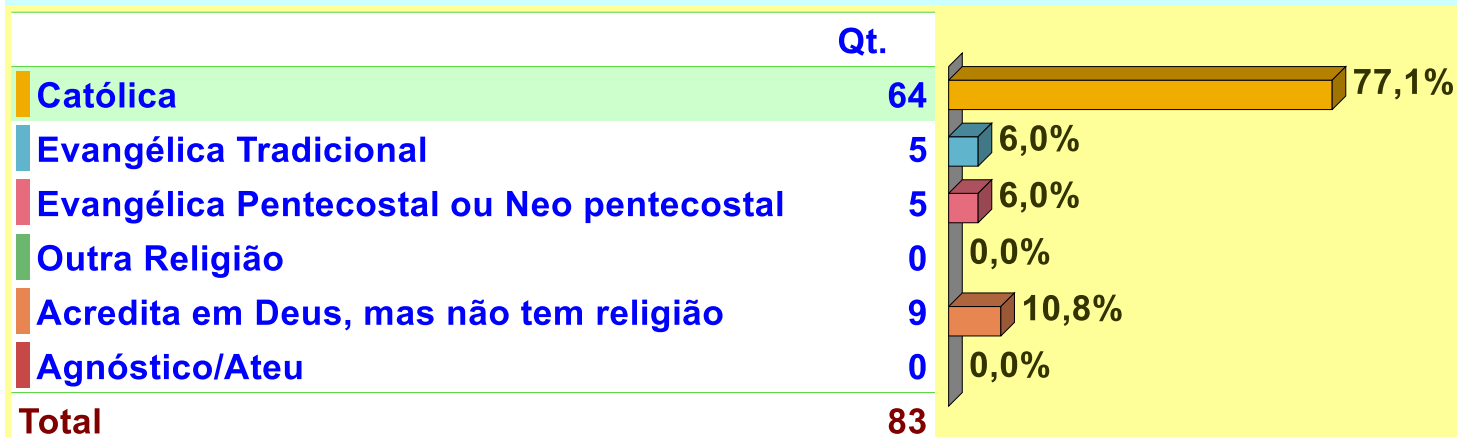 Qt.
Católica 64 77,1%
Evangélica Tradicional 5 6,0%
Evangélica Pentecostal ou Neo pentecostal 5 6,0%
Outra Religião 0 0,0%
Acredita em Deus, mas não tem religião 9 10,8%
Agnóstico/Ateu 0 0,0%
Total 83